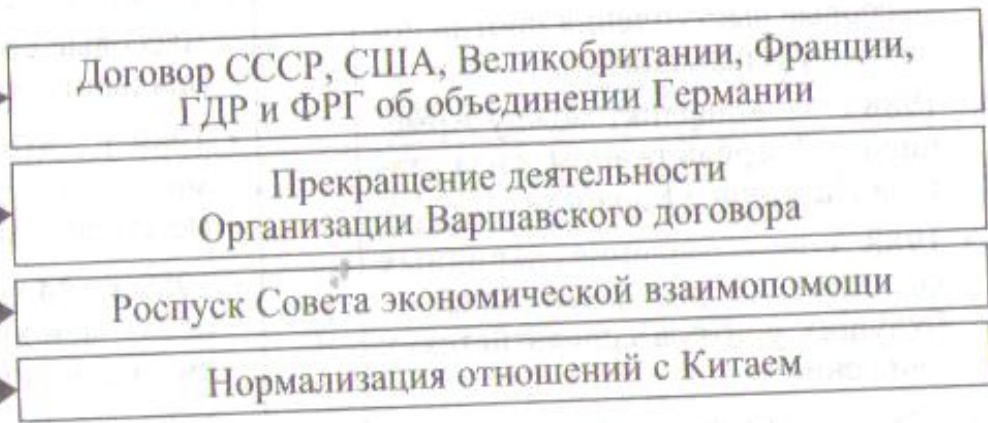 Договор СССР, США, Великобритании, Франции,
ГДР и ФРГ об объединении Германии
Прекращение деятельности
Организации Варшавского договора
Роспуск Совета экономической взаимопомощи
Нормализация отношений с Китаем